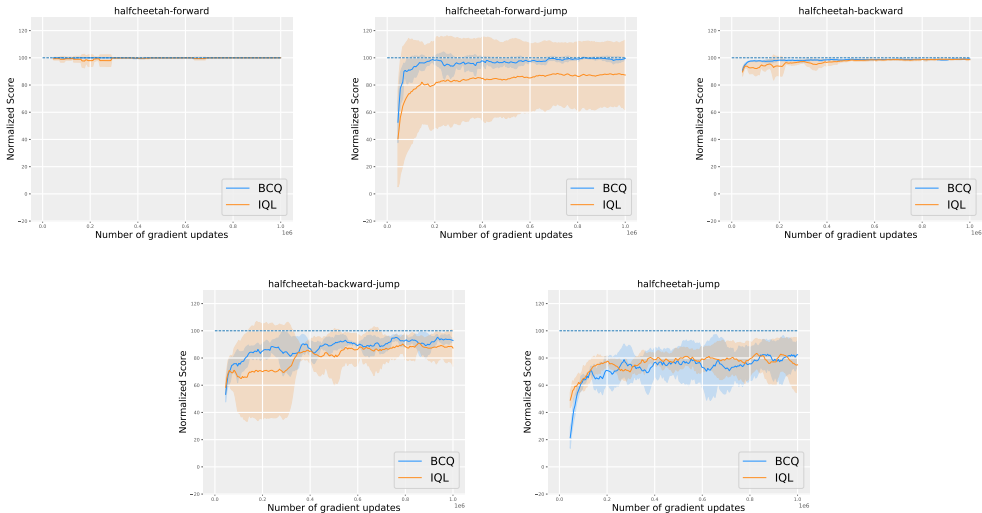 halfcheetah-forward
120
100
80
60
40
20
0
−20
Normalized Score
0.0 0.2 0.4 0.6 0.8 1.0
1e6
Number of gradient updates
BCQ
IQL
halfcheetah-forward-jump
120
100
80
60
40
20
0
−20
Normalized Score
0.0 0.2 0.4 0.6 0.8 1.0
1e6
Number of gradient updates
BCQ
IQL
halfcheetah-backward
120
100
80
60
40
20
0
−20
Normalized Score
0.0 0.2 0.4 0.6 0.8 1.0
1e6
Number of gradient updates
BCQ
IQL
halfcheetah-backward-jump
120
100
80
60
40
20
0
−20
Normalized Score
0.0 0.2 0.4 0.6 0.8 1.0
1e6
Number of gradient updates
BCQ
IQL
halfcheetah-jump
120
100
80
60
40
20
0
−20
Normalized Score
0.0 0.2 0.4 0.6 0.8 1.0
1e6
Number of gradient updates
BCQ
IQL